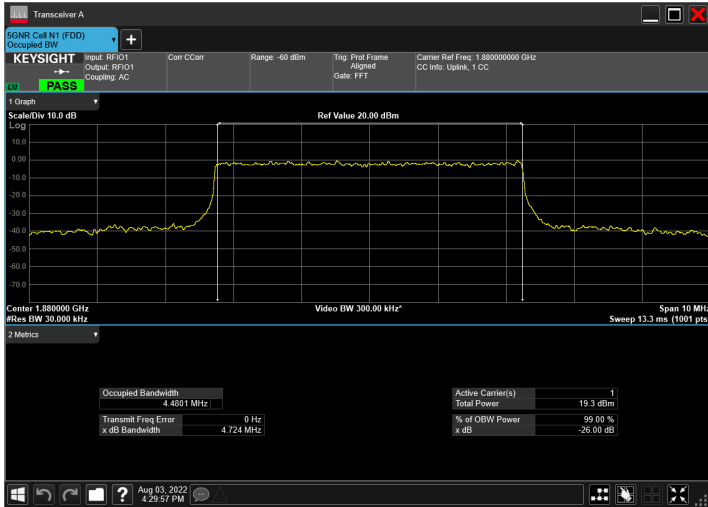 Transceiver A
5GNR Cell N1 (FDD)
Occupied BW
KEYSIGHT
LXI
PASS
Input: RFIO1
Output: RFIO1
Coupling: AC
Corr CCorr
Range: -60 dBm
Trig: Prot Frame
Aligned
Gate: FFT
Carrier Ref Freq: 1.880000000 GHz
CC Info: Uplink, 1 CC
1 Graph
Scale/Div 10.0 dB
Ref Value 20.00 dBm
Log
10.0
0.00
-10.0
-20.0
-30.0
-40.0
-50.0
-60.0
-70.0
Center 1.880000 GHz
Video BW 300.00 kHz*
Span 10 MHz
#Res BW 30.000 kHz
Sweep 13.3 ms (1001 pts
2 Metrics
Occupied Bandwidth
4.4801 MHz
Transmit Freq Error 0 Hz
x dB Bandwidth 4.724 MHz
Active Carrier(s) 1
Total Power 19.3 dBm
% of OBW Power 99.00 %
x dB -26.00 dB
?
Aug 03, 2022
4:29:57 PM